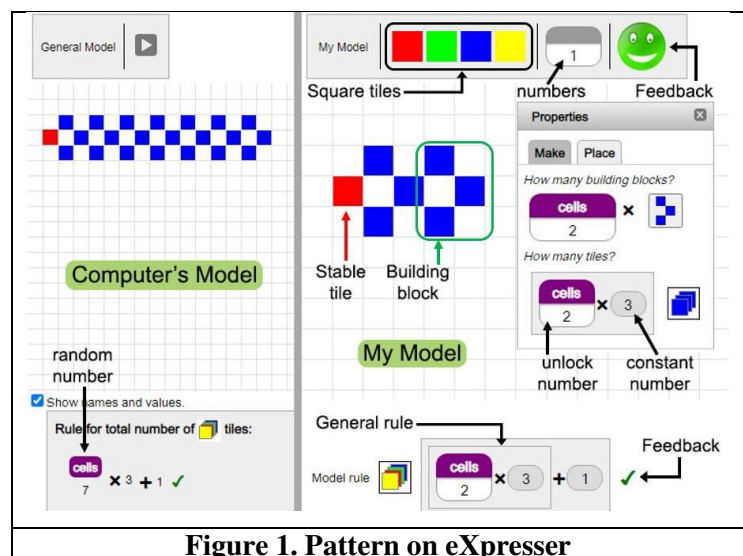 General Model
My Model
1
Square tiles
numbers
Feedback
Properties
Make
Place
How many building blocks?
cells
2
×
How many tiles?
cells
2
×
3
Stable
tile
Building
block
Computer's Model
My Model
unlock
number
constant
number
random
number
Show names and values.
Rule for total number of tiles:
cells
7
× 3 + 1 ✓
General rule
Feedback
Model rule
cells
2
× 3 + 1 ✓
Figure 1. Pattern on eXpresser